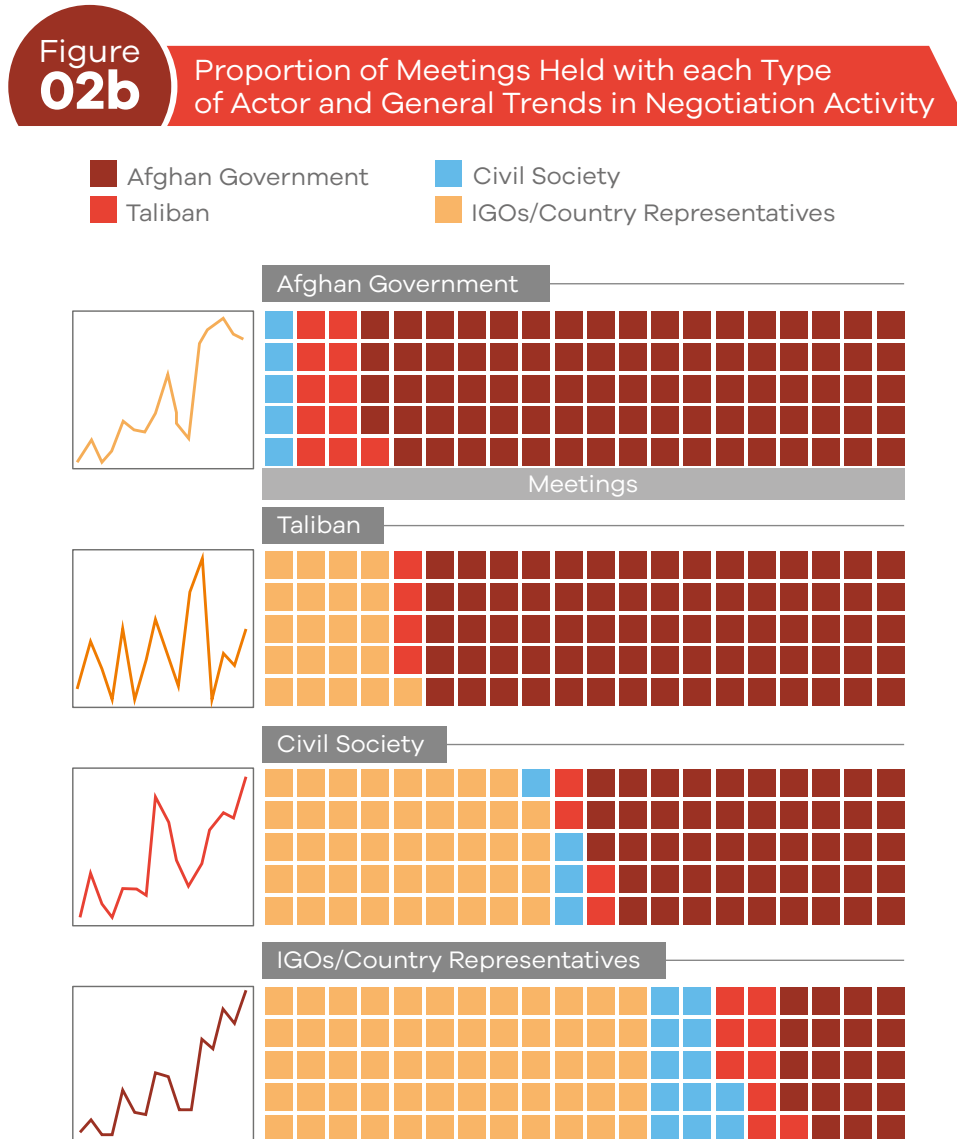 Figure
02b
Proportion of Meetings Held with each Type
of Actor and General Trends in Negotiation Activity
Afghan Government
Civil Society
Taliban
IGOs/Country Representatives
Afghan Government
Meetings
Taliban
Civil Society
IGOs/Country Representatives